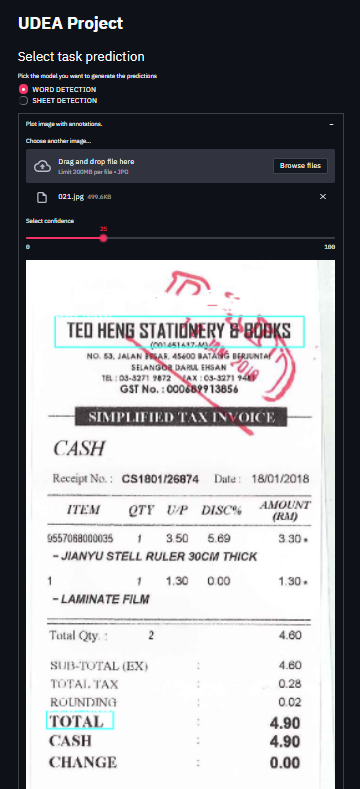 UDEA Project
Select task prediction
Pick the model you want to generate the predictions
WORD DETECTION
SHEET DETECTION
Plot image with annotations.
Choose another image...
Drag and drop file here
Limit 200MB per file • JPG
Browse files
021.jpg 499.6KB
Select confidence
25
0 100
TEO HENG STATIONERY & BOOKS
(001451637-M)
NO. 53, JALAN BESAR, 45600 BATANG BERJUNTAI
SELANGOR DARUL EHSAN
TEL : 03-3271 9872 FAX : 03-3271
GST No. : 000689913856
SIMPLIFIED TAX INVOICE
CASH
Receipt No. : CS1801/26874 Date : 18/01/2018
ITEM QTY U/P DISC% AMOUNT
(RM)
9557068000035 1 3.50 5.69 3.30 *
- JIANYU STELL RULER 30CM THICK
1 1 1.30 0.00 1.30 *
- LAMINATE FILM
Total Qty. : 2 4.60
SUB-TOTAL (EX) : 4.60
TOTAL TAX : 0.28
ROUNDING : 0.02
TOTAL : 4.90
CASH : 4.90
CHANGE : 0.00